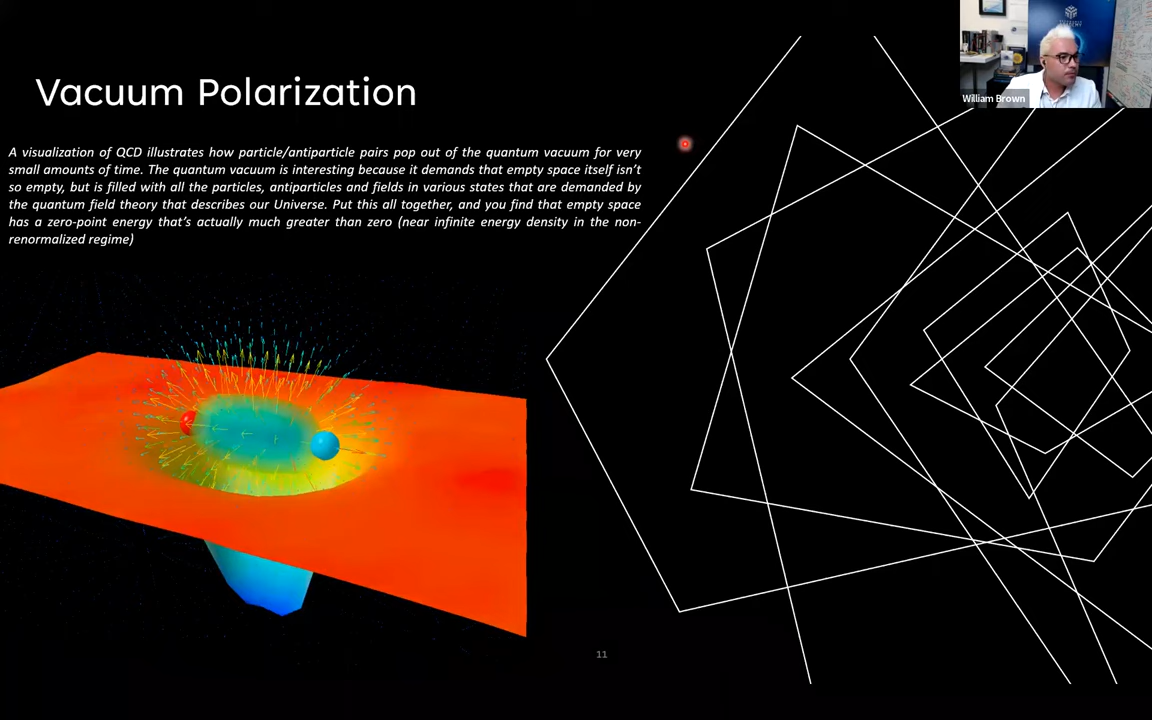 Vacuum Polarization
A visualization of QCD illustrates how particle/antiparticle pairs pop out of the quantum vacuum for very
small amounts of time. The quantum vacuum is interesting because it demands that empty space itself isn't
so empty, but is filled with all the particles, antiparticles and fields in various states that are demanded by
the quantum field theory that describes our Universe. Put this all together, and you find that empty space
has a zero-point energy that's actually much greater than zero (near infinite energy density in the non-
renormalized regime)
William Brown
11